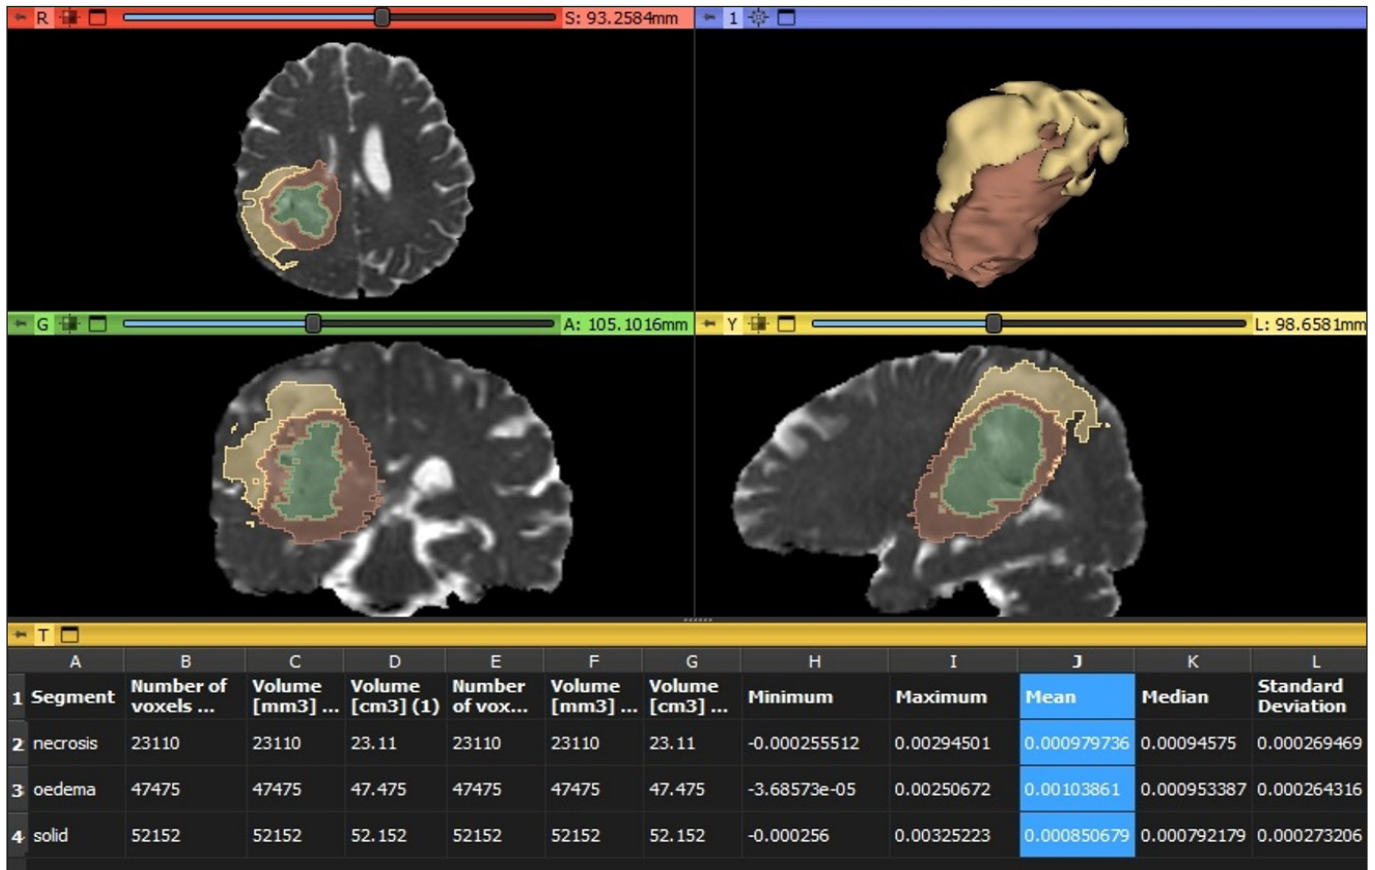 R S: 93.2584mm
1
G A: 105.1016mm
Y L: 98.6581mm
T
A B C D E F G H I J K L
1 Segment Number of voxels ... Volume [mm3] ... Volume [cm3] (1) Number of vox... Volume [mm3] ... Volume [cm3] ... Minimum Maximum Mean Median Standard Deviation
2 necrosis 23110 23110 23.11 23110 23110 23.11 -0.000255512 0.00294501 0.000979736 0.00094575 0.000269469
3 oedema 47475 47475 47.475 47475 47475 47.475 -3.68573e-05 0.00250672 0.00103861 0.000953387 0.000264316
4 solid 52152 52152 52.152 52152 52152 52.152 -0.000256 0.00325223 0.000850679 0.000792179 0.000273206